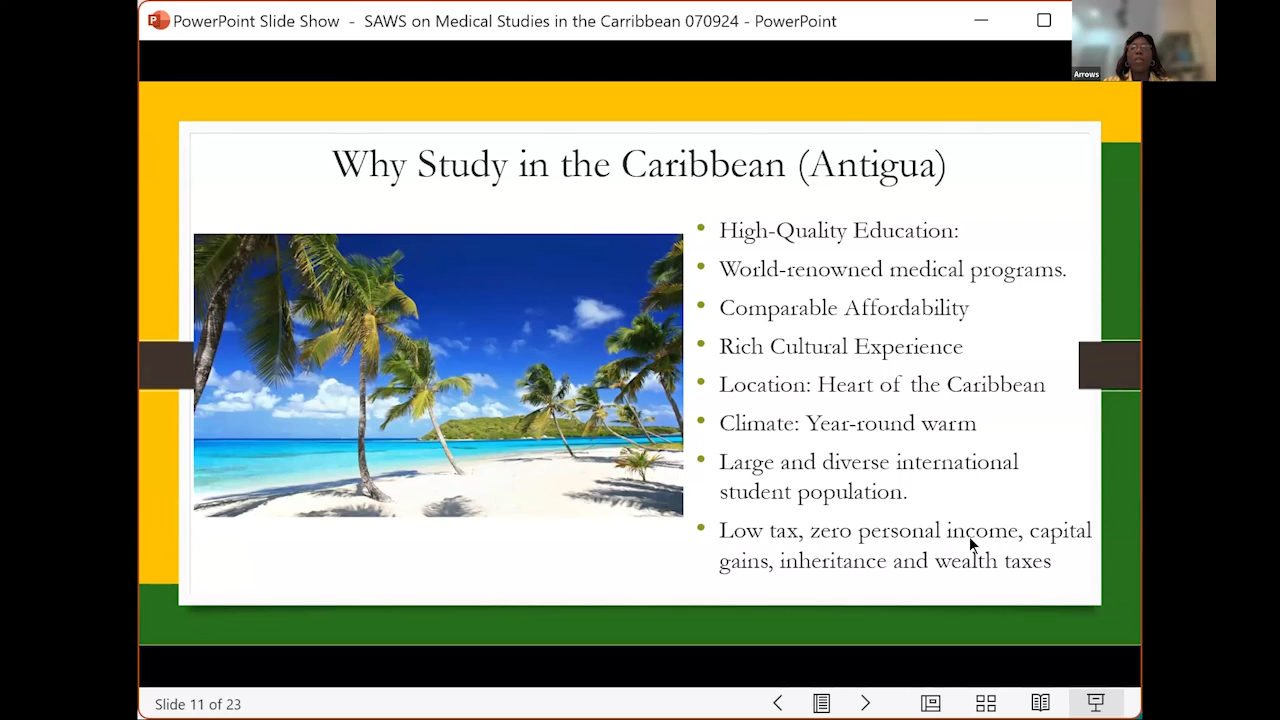 PowerPoint Slide Show - SAWS on Medical Studies in the Carribbean 070924 - PowerPoint
Arrows
Why Study in the Caribbean (Antigua)
• High-Quality Education:
• World-renowned medical programs.
• Comparable Affordability
• Rich Cultural Experience
• Location: Heart of the Caribbean
• Climate: Year-round warm
• Large and diverse international
student population.
• Low tax, zero personal income, capital
gains, inheritance and wealth taxes
Slide 11 of 23